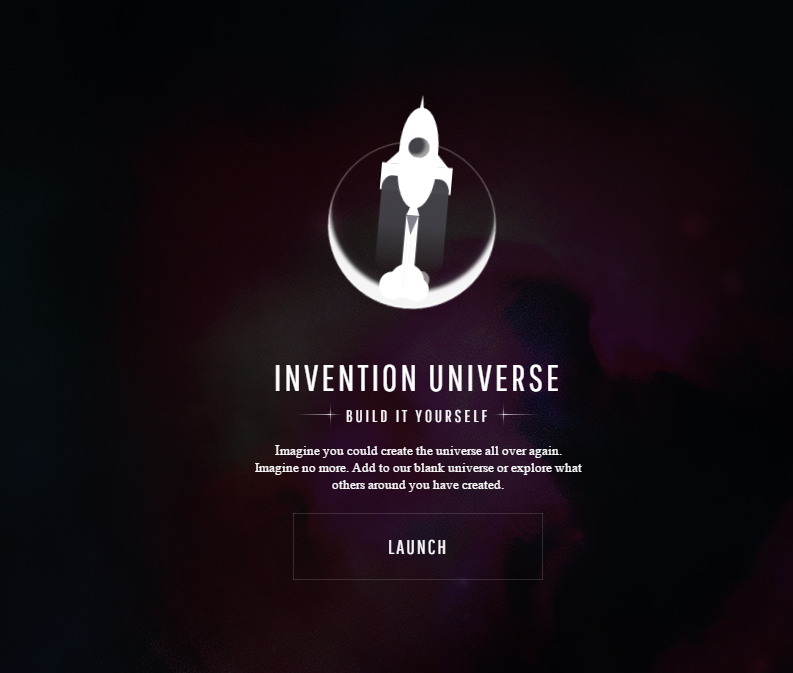 INVENTION UNIVERSE
BUILD IT YOURSELF
Imagine you could create the universe all over again.
Imagine no more. Add to our blank universe or explore what
others around you have created.
LAUNCH